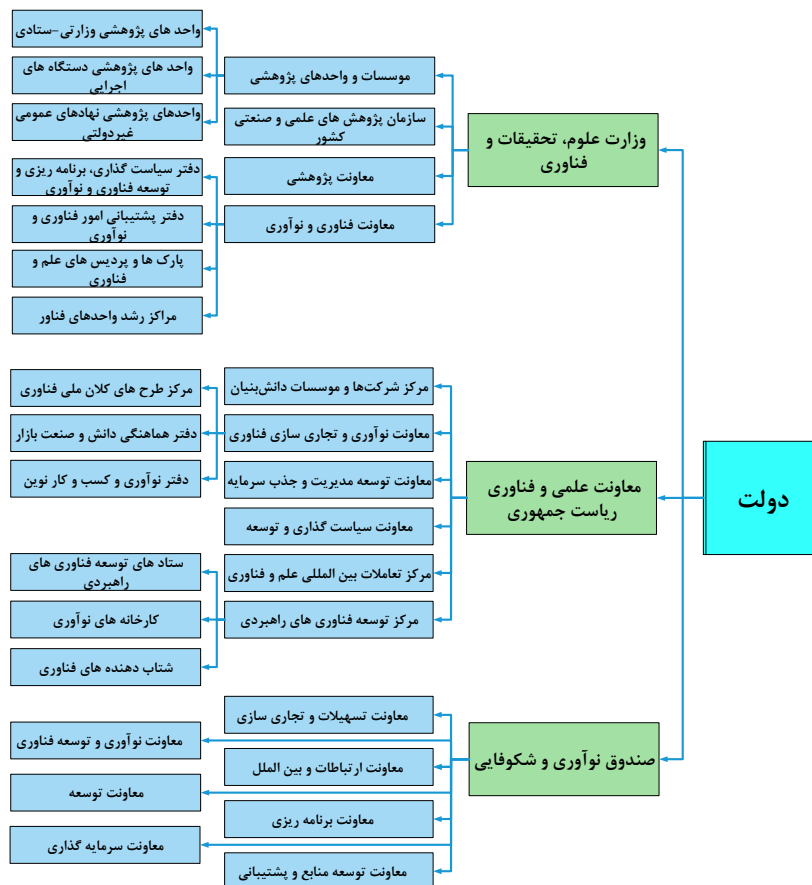 دولت
وزارت علوم، تحقیقات و
فناوری
موسسات و واحدهای پژوهشی
واحد های پژوهشی وزارتی-ستادی
واحد های پژوهشی دستگاه های
اجرایی
واحدهای پژوهشی نهادهای عمومی
غیردولتی
سازمان پژوهش های علمی و صنعتی
کشور
معاونت پژوهشی
معاونت فناوری و نوآوری
دفتر سیاست گذاری، برنامه ریزی و
توسعه فناوری و نوآوری
دفتر پشتیبانی امور فناوری و
نوآوری
پارک ها و پردیس های علم و
فناوری
مراکز رشد واحدهای فناور
معاونت علمی و فناوری
ریاست جمهوری
مرکز شرکت‌ها و موسسات دانش‌بنیان
معاونت نوآوری و تجاری سازی فناوری
مرکز طرح های کلان ملی فناوری
دفتر هماهنگی دانش و صنعت بازار
دفتر نوآوری و کسب و کار نوین
معاونت توسعه مدیریت و جذب سرمایه
معاونت سیاست گذاری و توسعه
مرکز تعاملات بین المللی علم و فناوری
مرکز توسعه فناوری های راهبردی
ستاد های توسعه فناوری های
راهبردی
کارخانه های نوآوری
شتاب دهنده های فناوری
صندوق نوآوری و شکوفایی
معاونت تسهیلات و تجاری سازی
معاونت نوآوری و توسعه فناوری
معاونت ارتباطات و بین الملل
معاونت توسعه
معاونت برنامه ریزی
معاونت سرمایه گذاری
معاونت توسعه منابع و پشتیبانی